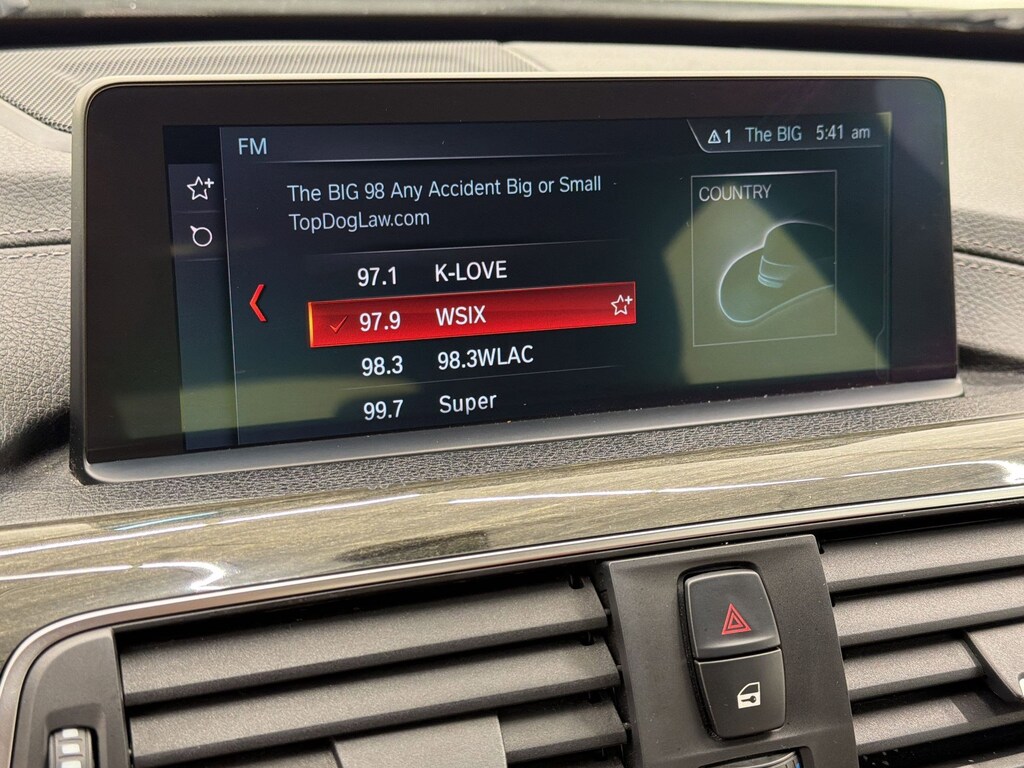 FM
1 The BIG 5:41 am
The BIG 98 Any Accident Big or Small
TopDogLaw.com
COUNTRY
97.1 K-LOVE
97.9 WSIX
98.3 98.3WLAC
99.7 Super